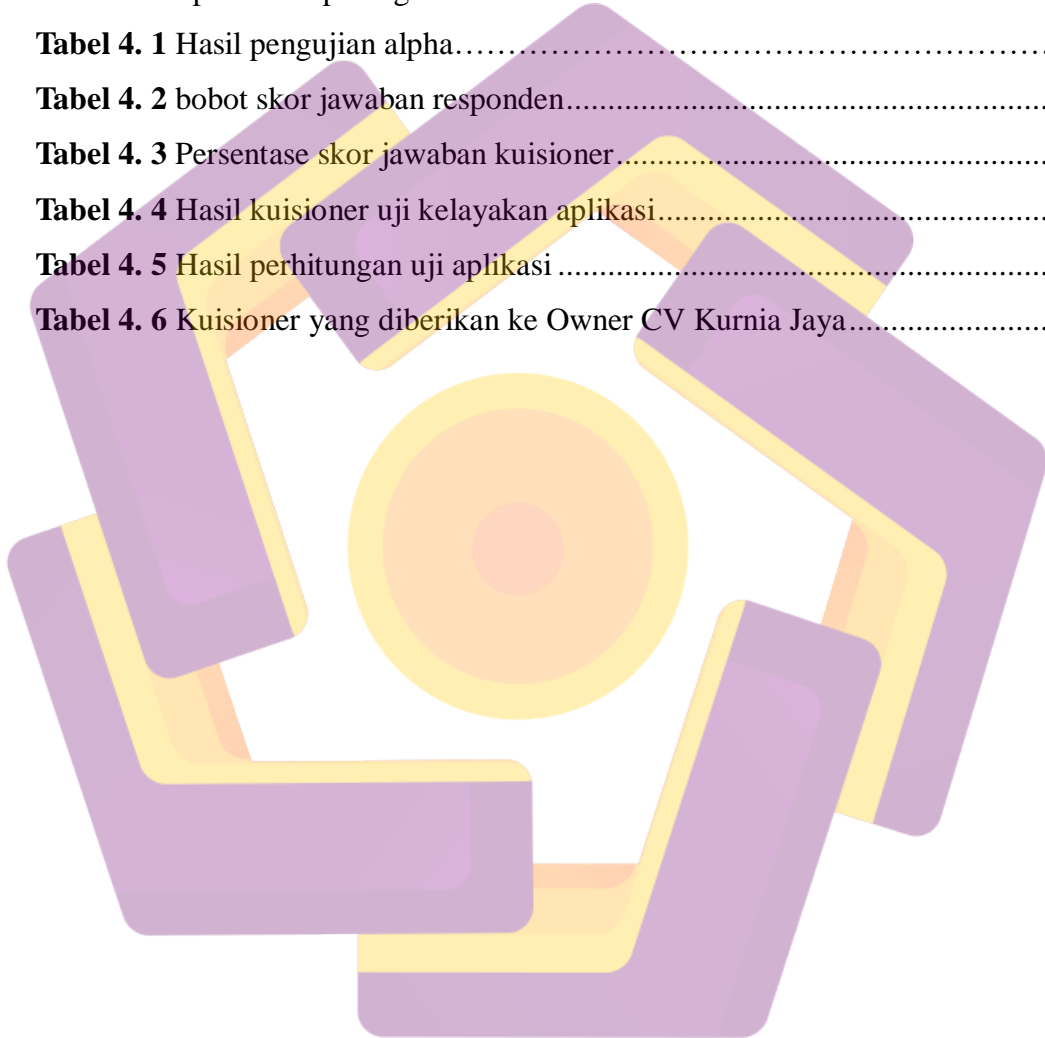 Tabel 4. 1 Hasil pengujian alpha……………………………………………………
Tabel 4. 2 bobot skor jawaban responden............................................................
Tabel 4. 3 Persentase skor jawaban kuisioner......................................................
Tabel 4. 4 Hasil kuisioner uji kelayakan aplikasi.................................................
Tabel 4. 5 Hasil perhitungan uji aplikasi .............................................................
Tabel 4. 6 Kuisioner yang diberikan ke Owner CV Kurnia Jaya.........................